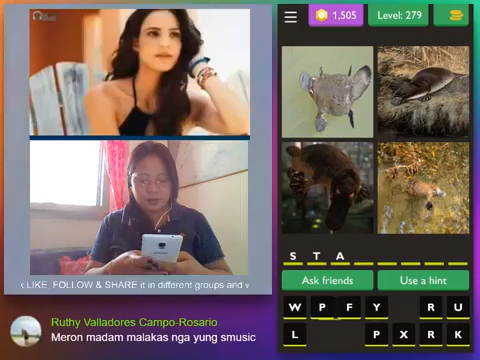 1,505
Level: 279
S T A
Ask friends
Use a hint
W P F Y R U
L P X R K
LIKE FOLLOW & SHARE it in different groups and
Ruthy Valladores Campo-Rosario
Meron madam malakas nga yung smusic